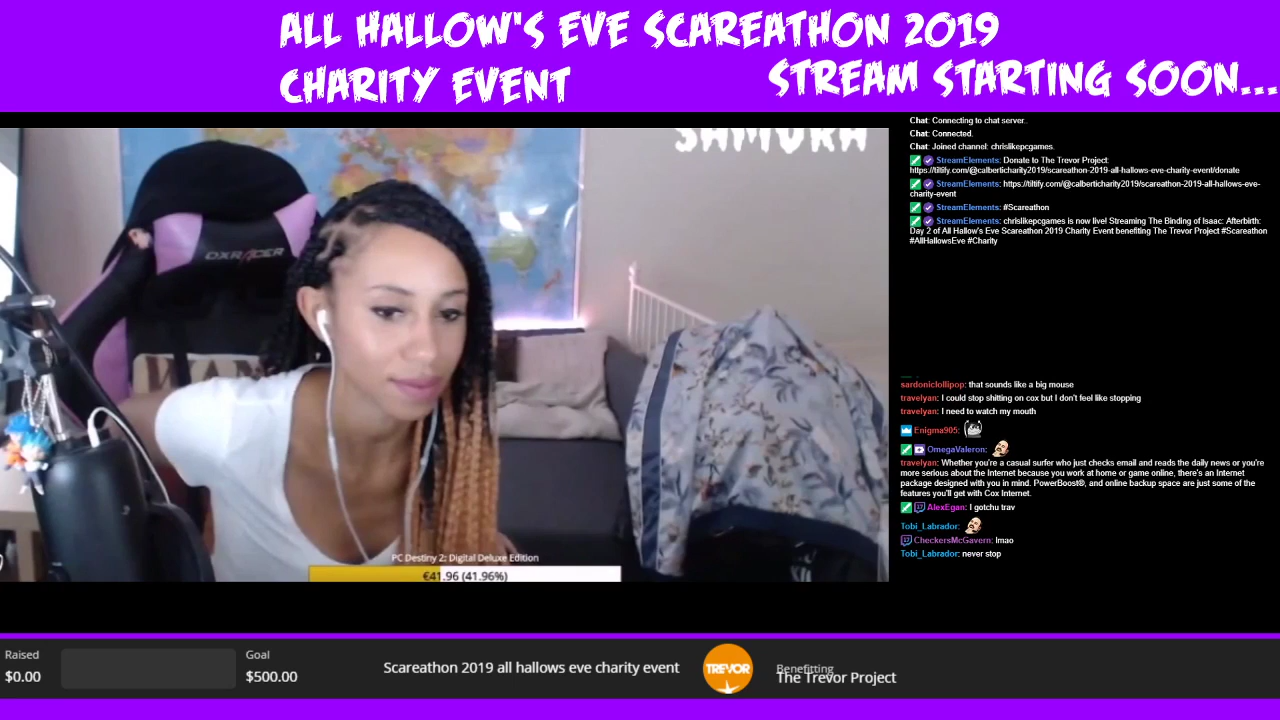 ALL HALLOW'S EVE SCAREATHON 2019
CHARITY EVENT
STREAM STARTING SOON...
SAMORA
DXRACER
PC Destiny 2: Digital Deluxe Edition
€41.96 (41.96%)
Chat: Connecting to chat server..
Chat: Connected.
Chat: Joined channel: chrislikepcgames.
StreamElements: Donate to The Trevor Project:
https://tiltify.com/@calberticharity2019/scareathon-2019-all-hallows-eve-charity-event/donate
StreamElements: https://tiltify.com/@calberticharity2019/scareathon-2019-all-hallows-eve-
charity-event
StreamElements: #Scareathon
StreamElements: chrislikepcgames is now live! Streaming The Binding of Isaac: Afterbirth:
Day 2 of All Hallow's Eve Scareathon 2019 Charity Event benefiting The Trevor Project #Scareathon
#AllHallowsEve #Charity
sardoniclollipop: that sounds like a big mouse
travelyan: I could stop shitting on cox but I don't feel like stopping
travelyan: I need to watch my mouth
Enigma905:
OmegaValeron:
travelyan: Whether you're a casual surfer who just checks email and reads the daily news or you're
more serious about the Internet because you work at home or game online, there's an Internet
package designed with you in mind. PowerBoost®, and online backup space are just some of the
features you'll get with Cox Internet.
AlexEgan: I gotchu trav
Tobi_Labrador:
CheckersMcGavern: lmao
Tobi_Labrador: never stop
Raised
$0.00
Goal
$500.00
Scareathon 2019 all hallows eve charity event
TREVOR
Benefitting
The Trevor Project